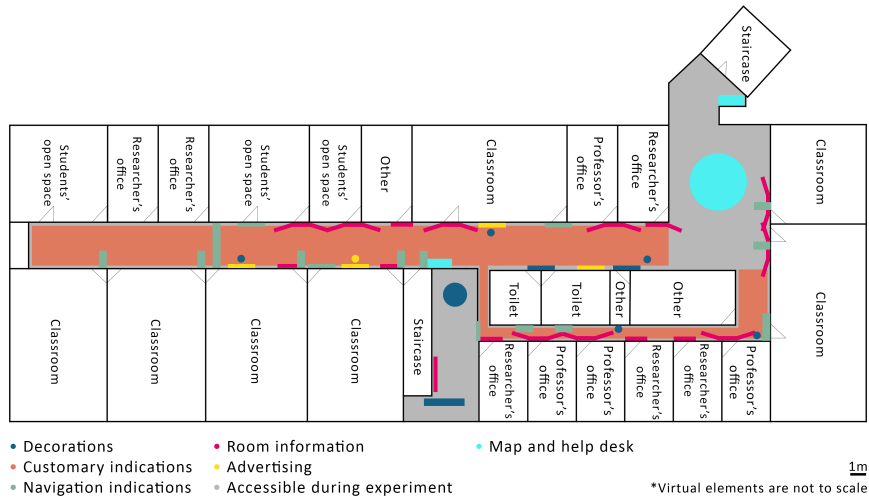 Staircase
Students'
open space
Researcher's
office
Researcher's
office
Students'
open space
Students'
open space
Other
Classroom
Professor's
office
Researcher's
office
Classroom
Classroom
Classroom
Classroom
Classroom
Classroom
Staircase
Toilet
Toilet
Other
Other
Researcher's
office
Professor's
office
Professor's
office
Researcher's
office
Researcher's
office
Professor's
office
Decorations
Room information
Map and help desk
Customary indications
Advertising
Navigation indications
Accessible during experiment
1m
*Virtual elements are not to scale